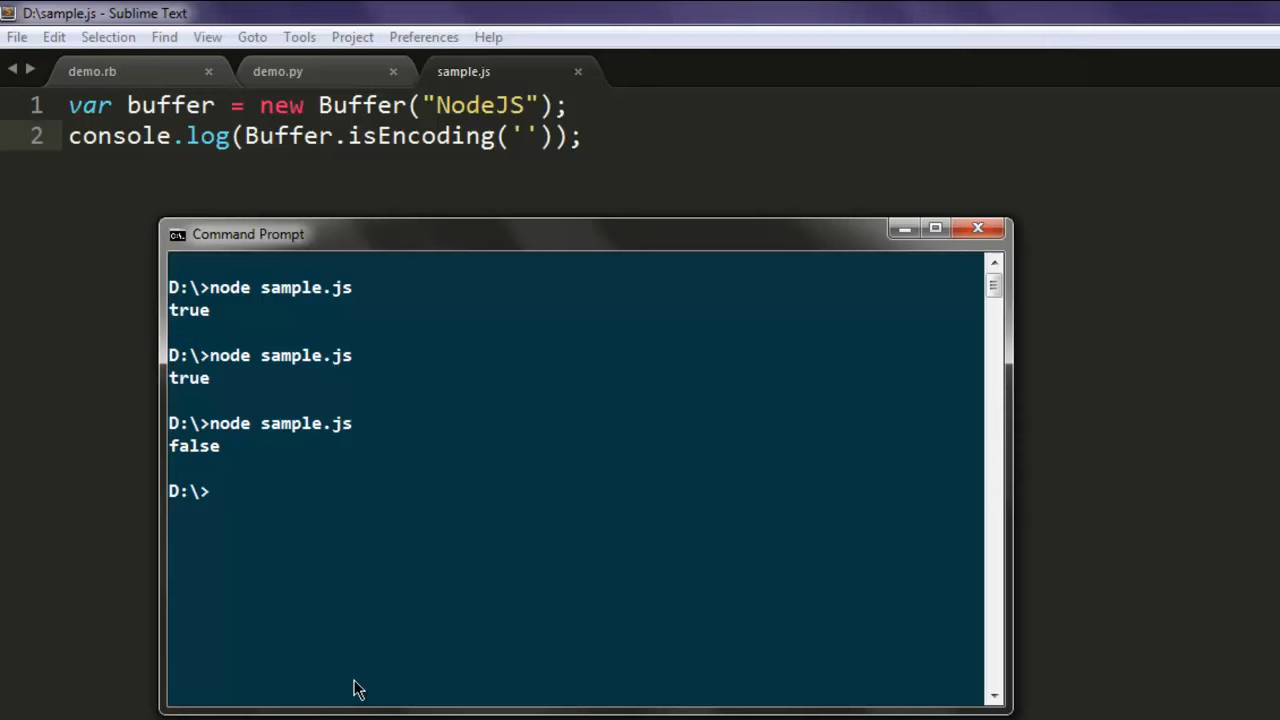 D:\sample.js - Sublime Text
File Edit Selection Find View Goto Tools Project Preferences Help
demo.rb demo.py sample.js
1 var buffer = new Buffer("NodeJS");
2 console.log(Buffer.isEncoding(''));
C:\. Command Prompt
D:\>node sample.js
true
D:\>node sample.js
true
D:\>node sample.js
false
D:\>